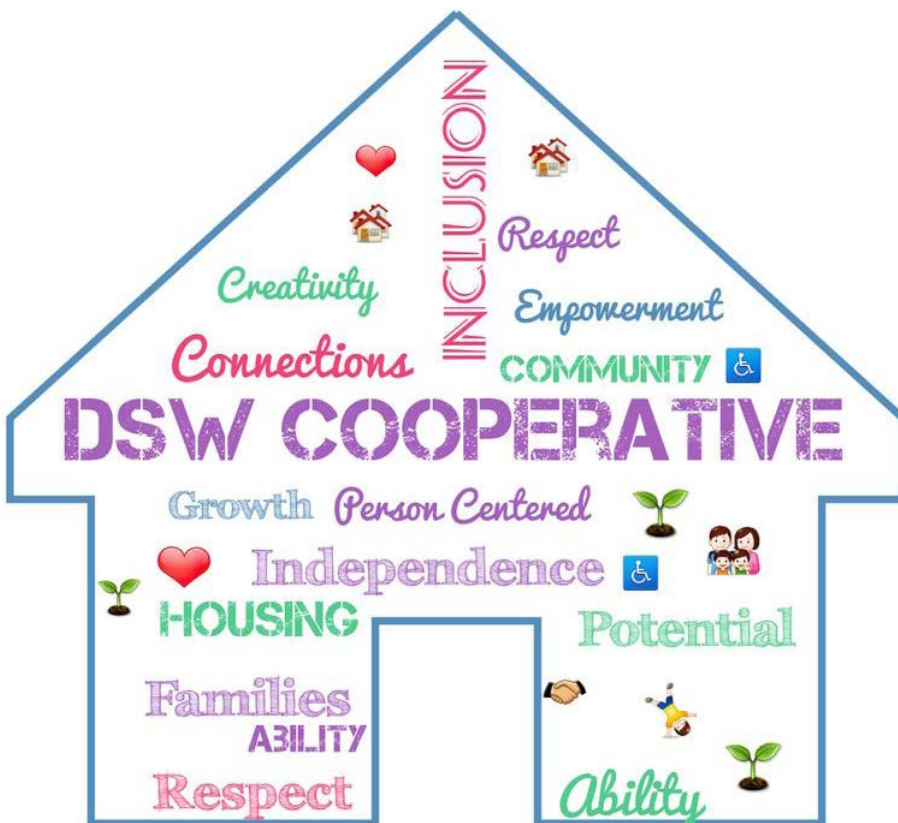 INCLUSION
Respect
Creativity
Empowerment
Connections
COMMUNITY
DSW COOPERATIVE
Growth Person Centered
Independence
HOUSING
Potential
Families
ABILITY
Respect
Ability